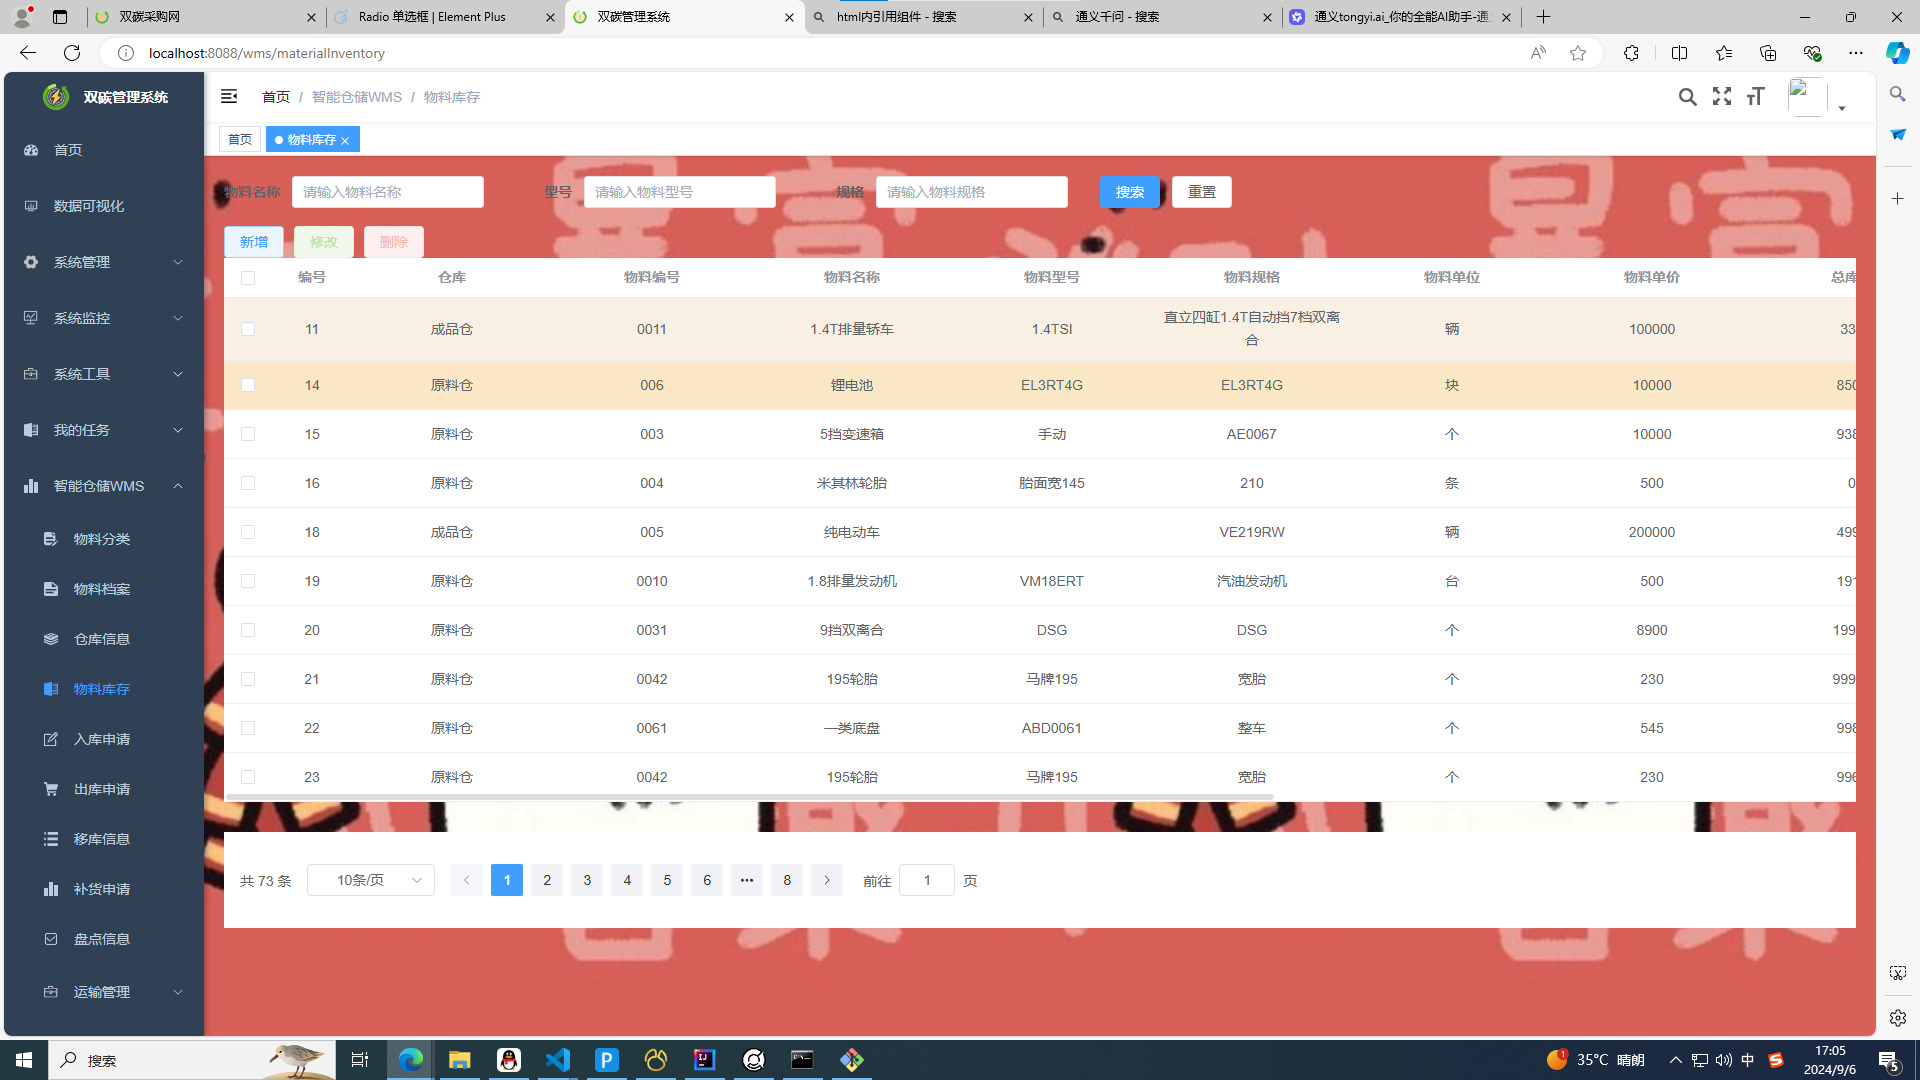 双碳采购网
Radio 单选框 | Element Plus
双碳管理系统
html内引用组件 - 搜索
通义千问 - 搜索
通义tongyi.ai_你的全能AI助手-通
localhost:8088/wms/materialInventory
双碳管理系统
首页 / 智能仓储WMS / 物料库存
首页
物料库存
首页
数据可视化
系统管理
系统监控
系统工具
我的任务
智能仓储WMS
物料分类
物料档案
仓库信息
物料库存
入库申请
出库申请
移库信息
补货申请
盘点信息
运输管理
物料名称 请输入物料名称 型号 请输入物料型号 规格 请输入物料规格 搜索 重置
新增 修改 删除
编号 仓库 物料编号 物料名称 物料型号 物料规格 物料单位 物料单价 总库
11 成品仓 0011 1.4T排量轿车 1.4TSI 直立四缸1.4T自动挡7档双离合 辆 100000 33
14 原料仓 006 锂电池 EL3RT4G EL3RT4G 块 10000 850
15 原料仓 003 5挡变速箱 手动 AE0067 个 10000 938
16 原料仓 004 米其林轮胎 胎面宽145 210 条 500 0
18 成品仓 005 纯电动车 VE219RW 辆 200000 499
19 原料仓 0010 1.8排量发动机 VM18ERT 汽油发动机 台 500 191
20 原料仓 0031 9挡双离合 DSG DSG 个 8900 199
21 原料仓 0042 195轮胎 马牌195 宽胎 个 230 999
22 原料仓 0061 一类底盘 ABD0061 整车 个 545 998
23 原料仓 0042 195轮胎 马牌195 宽胎 个 230 996
共 73 条 10条/页 1 2 3 4 5 6 ••• 8 前往 1 页
搜索
35°C 晴朗
中
17:05
2024/9/6
5